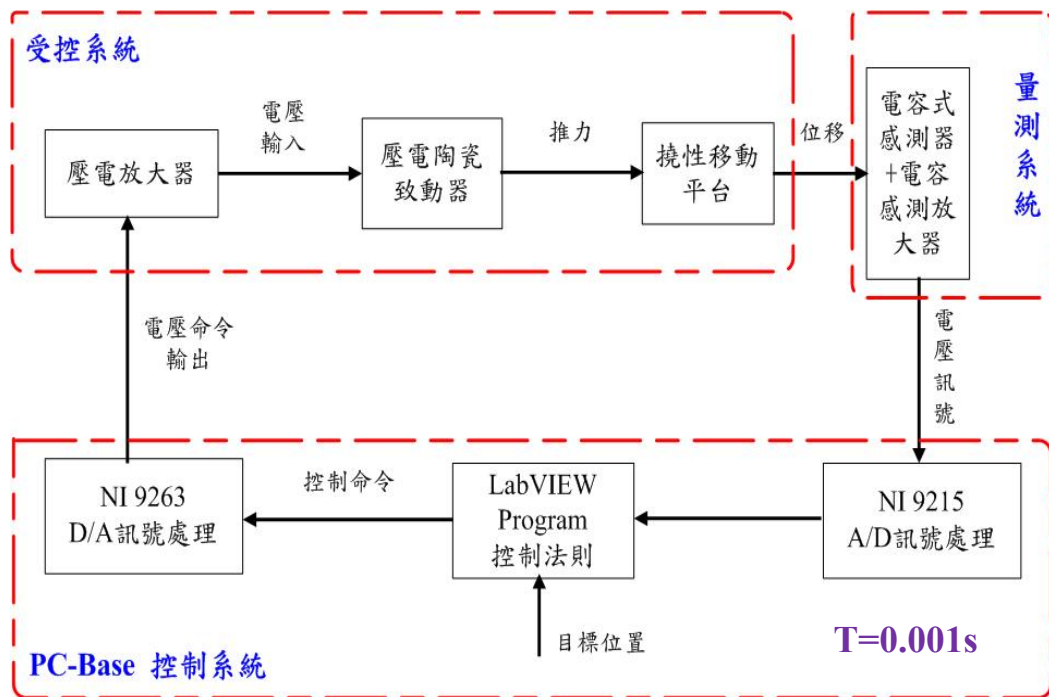 受控系統
壓電放大器
電壓
輸入
壓電陶瓷
致動器
推力
撓性移動
平台
位移
電容式
感測器
+電容
感測放
大器
量
測
系
統
電壓命令
輸出
電
壓
訊
號
NI 9263
D/A訊號處理
控制命令
LabVIEW
Program
控制法則
NI 9215
A/D訊號處理
目標位置
T=0.001s
PC-Base 控制系統